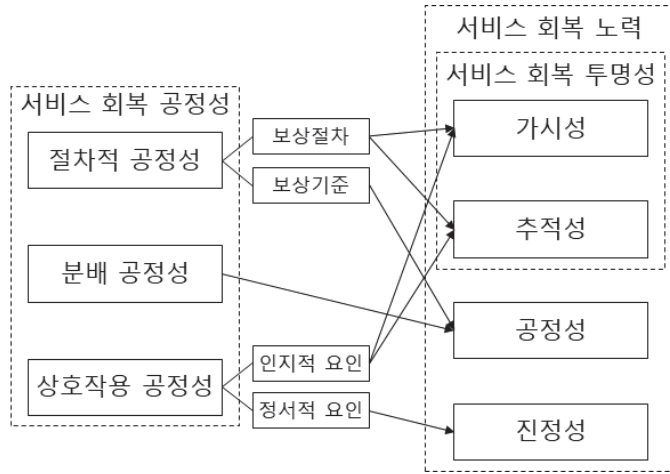 서비스 회복 노력
서비스 회복 투명성
서비스 회복 공정성
절차적 공정성
보상절차
보상기준
가시성
추적성
분배 공정성
공정성
상호작용 공정성
인지적 요인
정서적 요인
진정성